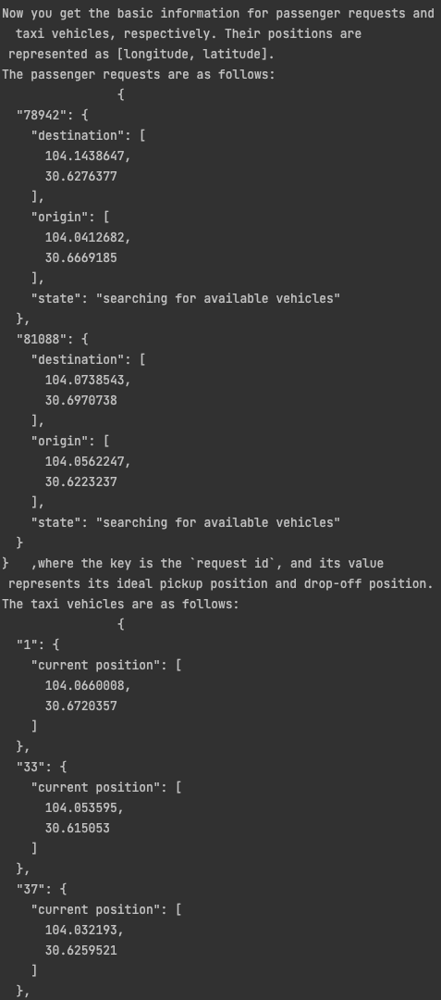 Now you get the basic information for passenger requests and
taxi vehicles, respectively. Their positions are
represented as [longitude, latitude].
The passenger requests are as follows:
{
"78942": {
"destination": [
104.1438647,
30.6276377
],
"origin": [
104.0412682,
30.6669185
],
"state": "searching for available vehicles"
},
"81088": {
"destination": [
104.0738543,
30.6970738
],
"origin": [
104.0562247,
30.6223237
],
"state": "searching for available vehicles"
}
}   ,where the key is the `request id`, and its value
represents its ideal pickup position and drop-off position.
The taxi vehicles are as follows:
{
"1": {
"current position": [
104.0660008,
30.6720357
]
},
"33": {
"current position": [
104.053595,
30.615053
]
},
"37": {
"current position": [
104.032193,
30.6259521
]
},